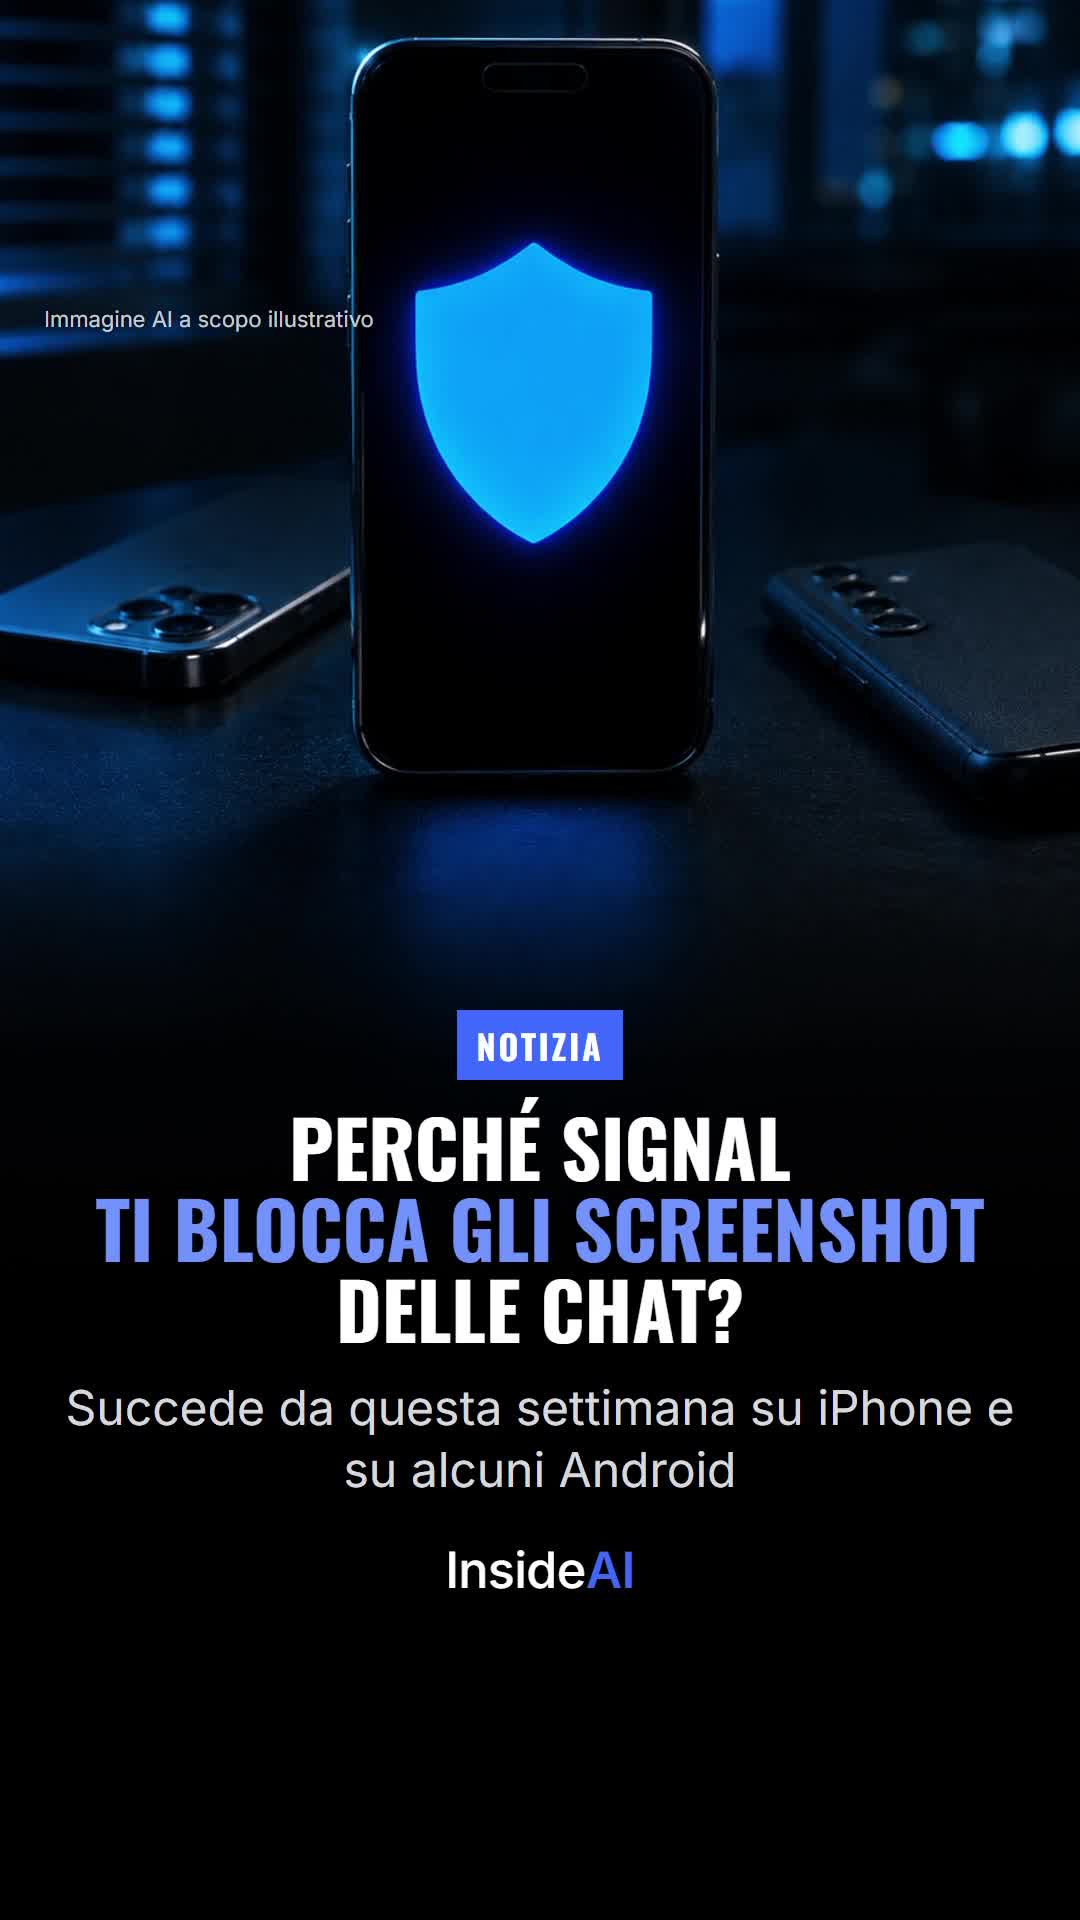 Immagine AI a scopo illustrativo
NOTIZIA
PERCHÉ SIGNAL
TI BLOCCA GLI SCREENSHOT
DELLE CHAT?
Succede da questa settimana su iPhone e
su alcuni Android
InsideAI